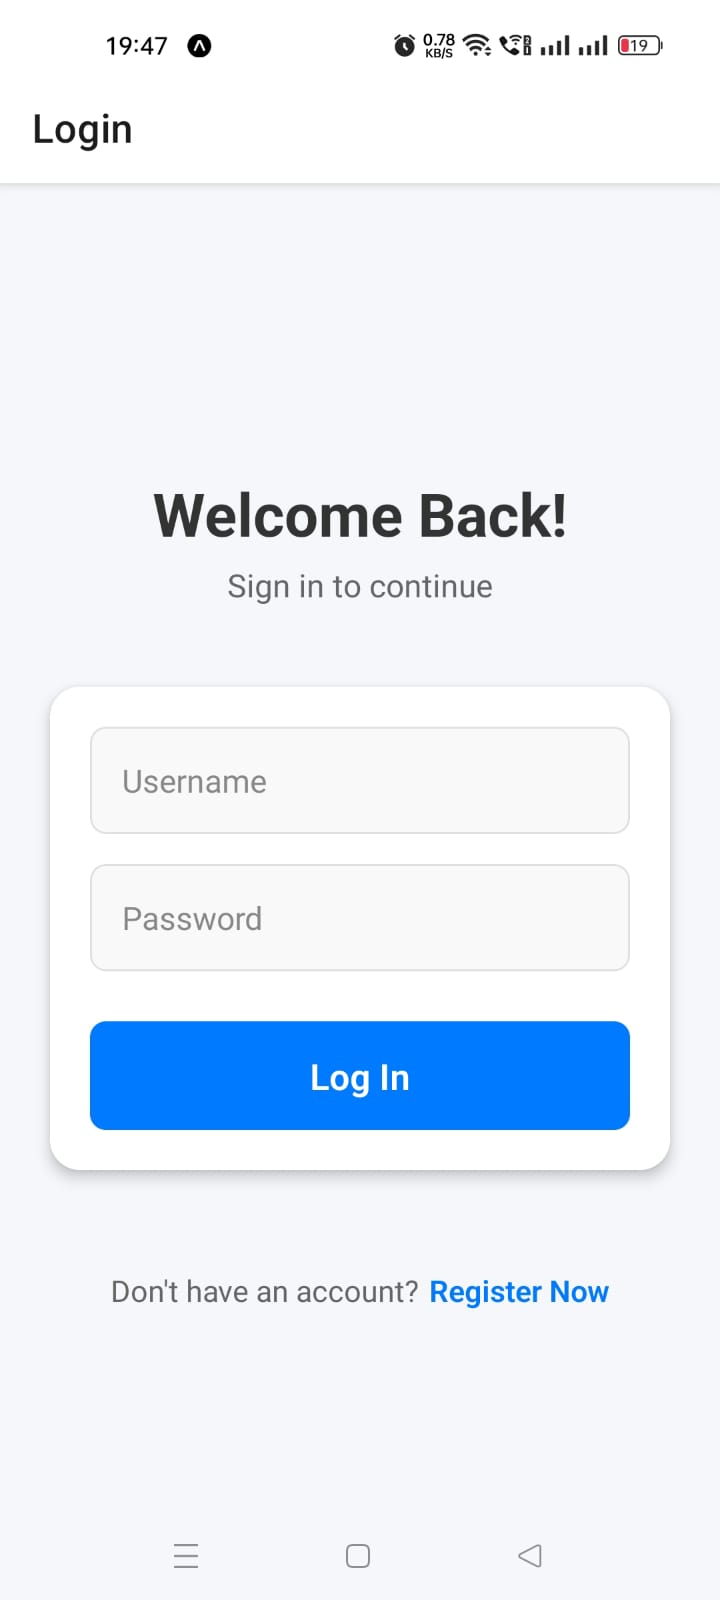 19:47 0.78 KB/S 19
Login
Welcome Back!
Sign in to continue
Username
Password
Log In
Don't have an account? Register Now